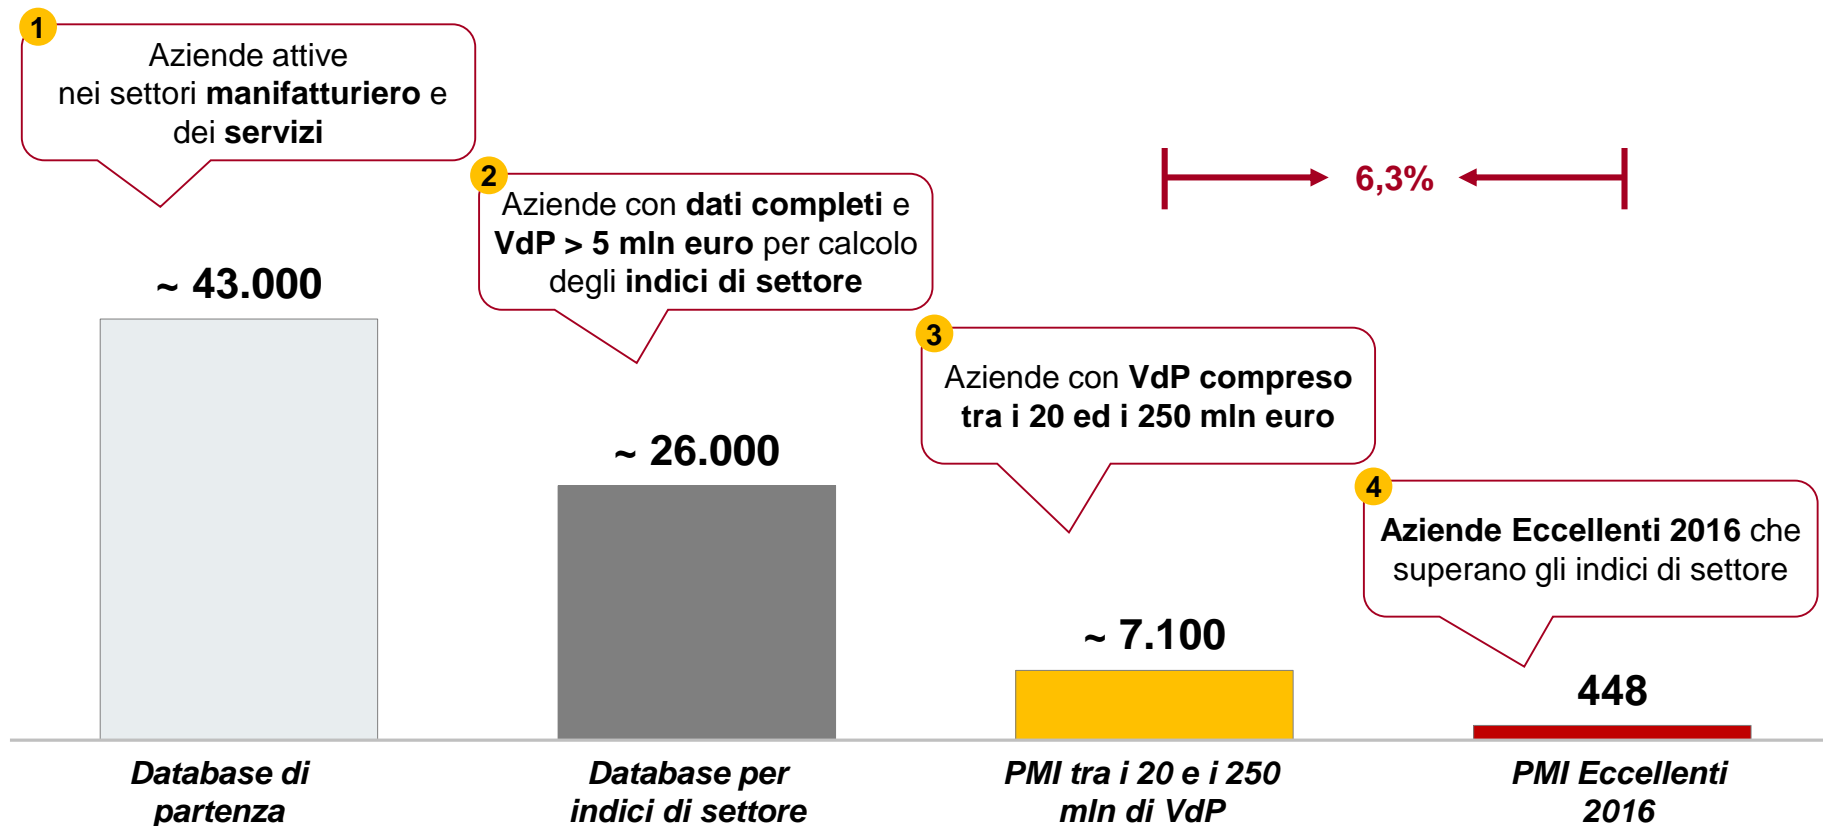 1
Aziende attive
nei settori manifatturiero e
dei servizi
2
Aziende con dati completi e
VdP > 5 mln euro per calcolo
degli indici di settore
6,3%
~ 43.000
3
Aziende con VdP compreso
tra i 20 ed i 250 mln euro
~ 26.000
4
Aziende Eccellenti 2016 che
superano gli indici di settore
~ 7.100
448
Database di
partenza
Database per
indici di settore
PMI tra i 20 e i 250
mln di VdP
PMI Eccellenti
2016